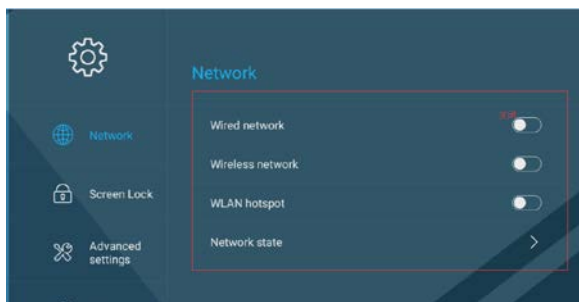 Network
Wired network
Wireless network
WLAN hotspot
Network state
Network
Screen Lock
Advanced
settings